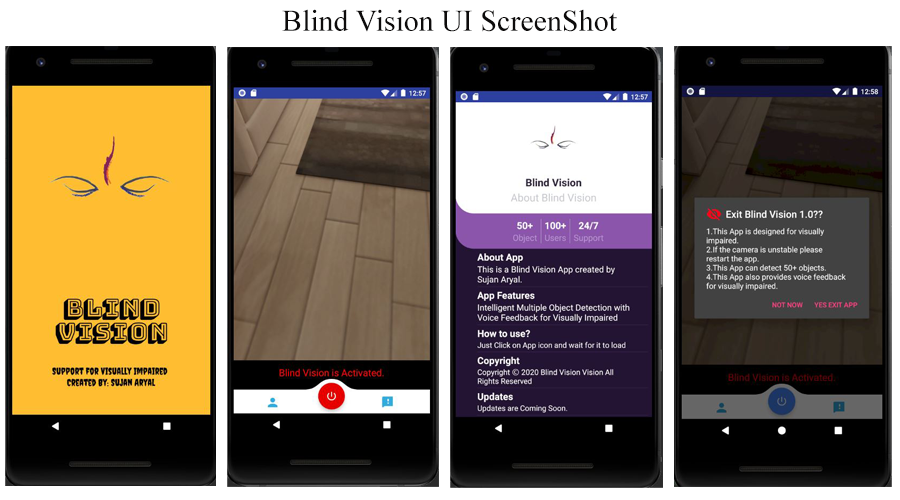 Blind Vision UI ScreenShot
BLIND
VISION
SUPPORT FOR VISUALLY IMPAIRED
CREATED BY: SUJAN ARYAL
12:57
Blind Vision is Activated.
12:57
Blind Vision
About Blind Vision
50+ 100+ 24/7
Object Users Support
About App
This is a Blind Vision App created by
Sujan Aryal.
App Features
Intelligent Multiple Object Detection with
Voice Feedback for Visually Impaired
How to use?
Just Click on App icon and wait for it to load
Copyright
Copyright © 2020 Blind Vision Vision All
Rights Reserved
Updates
Updates are Coming Soon.
12:58
Exit Blind Vision 1.0??
1.This App is designed for visually
impaired.
2.If the camera is unstable please
restart the app.
3.This App can detect 50+ objects.
4.This App also provides voice feedback
for visually impaired.
NOT NOW YES EXIT APP
Blind Vision is Activated.